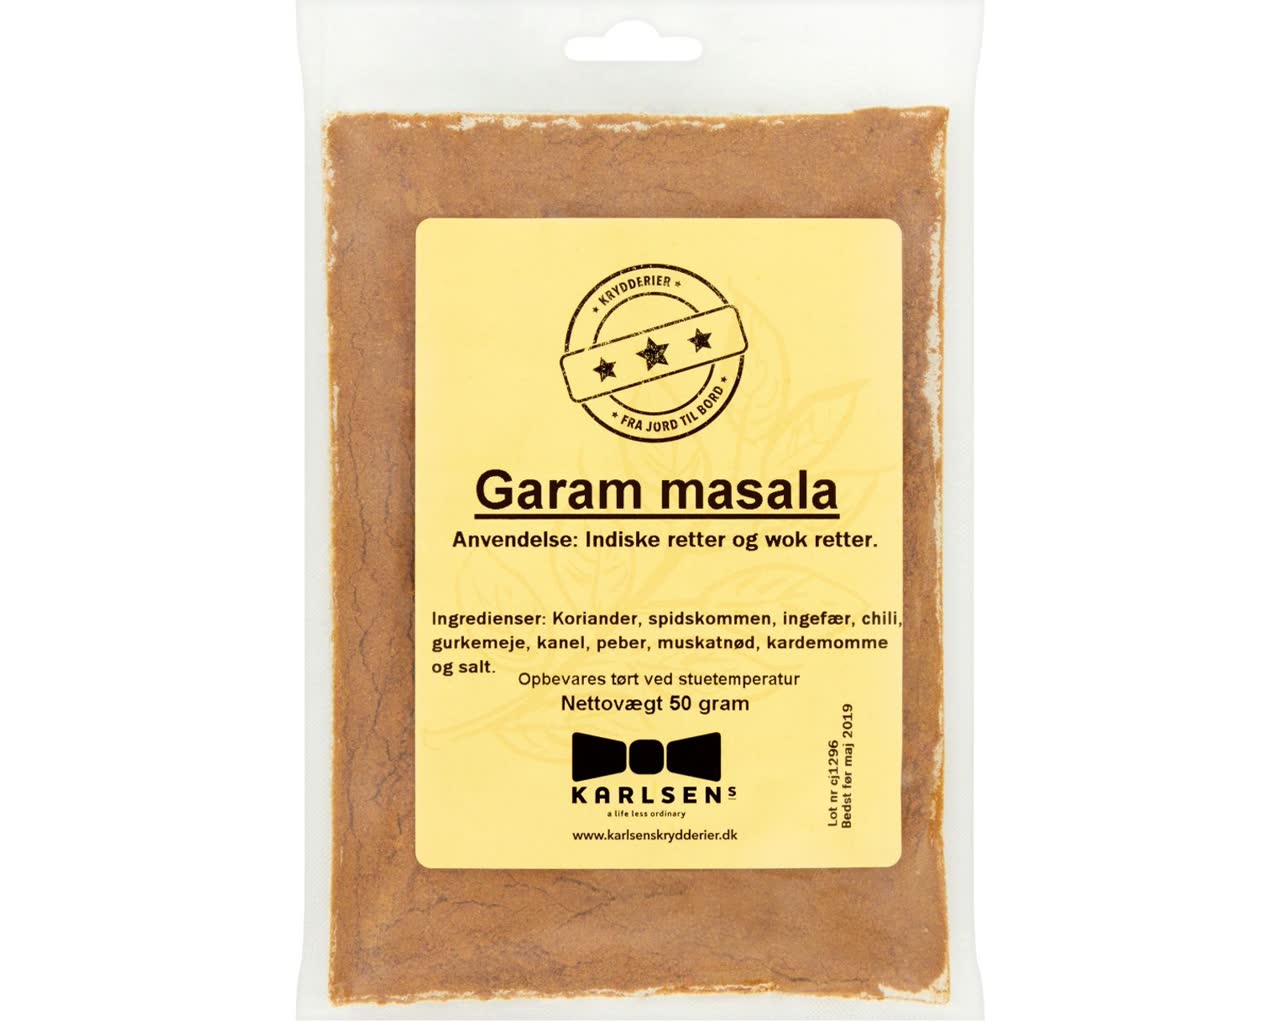 KRYDDERIER
FRA JORD TIL BORD
Garam masala
Anvendelse: Indiske retter og wok retter.
Ingredienser: Koriander, spidskommen, ingefær, chili,
gurkemeje, kanel, peber, muskatnød, kardemomme
og salt.
Opbevares tørt ved stuetemperatur
Nettovægt 50 gram
KARLSENS
a life less ordinary
www.karlsenskrydderier.dk
Lot nr cj1296
Bedst før maj 2019